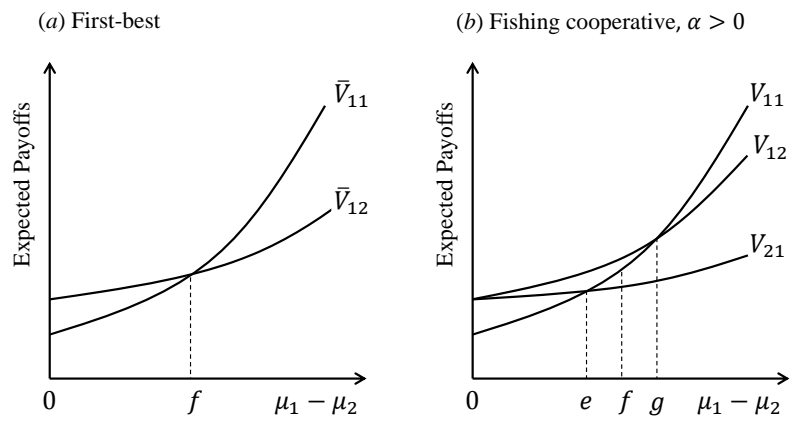 (a) First-best
Expected Payoffs
V̄₁₁
V̄₁₂
0
f
μ₁ − μ₂
(b) Fishing cooperative, α > 0
Expected Payoffs
V₁₁
V₁₂
V₂₁
0
e
f
g
μ₁ − μ₂